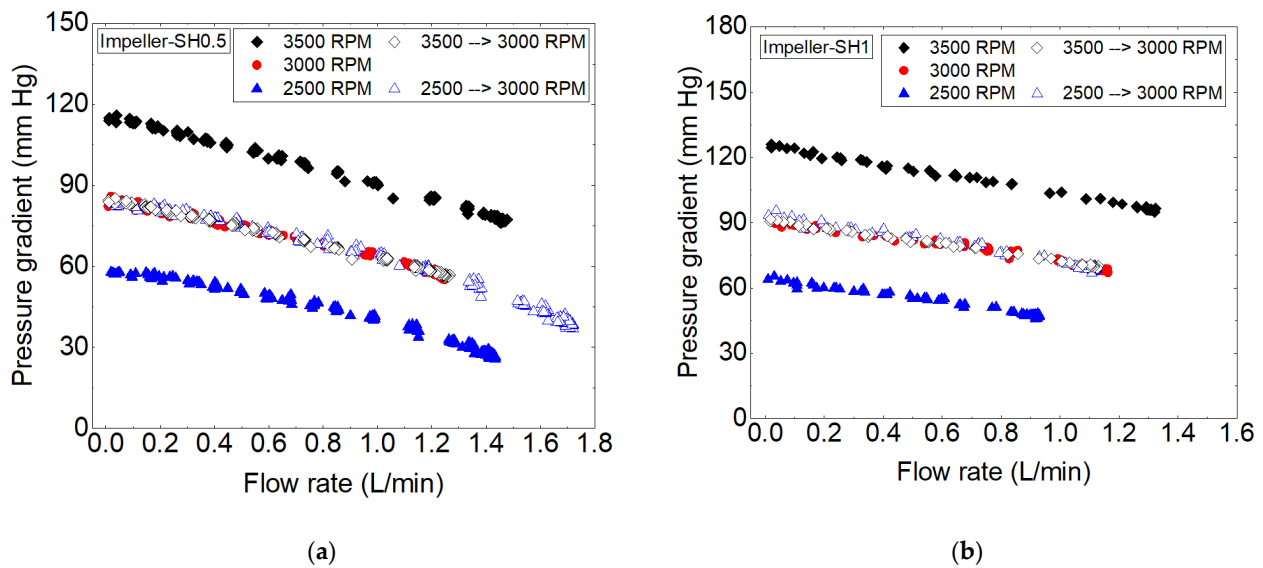 Impeller-SH0.5
3500 RPM
3500 --> 3000 RPM
3000 RPM
2500 RPM
2500 --> 3000 RPM
Pressure gradient (mm Hg)
150
120
90
60
30
0
0.0 0.2 0.4 0.6 0.8 1.0 1.2 1.4 1.6 1.8
Flow rate (L/min)
(a)
Impeller-SH1
3500 RPM
3500 --> 3000 RPM
3000 RPM
2500 RPM
2500 --> 3000 RPM
Pressure gradient (mm Hg)
180
150
120
90
60
30
0
0.0 0.2 0.4 0.6 0.8 1.0 1.2 1.4 1.6
Flow rate (L/min)
(b)